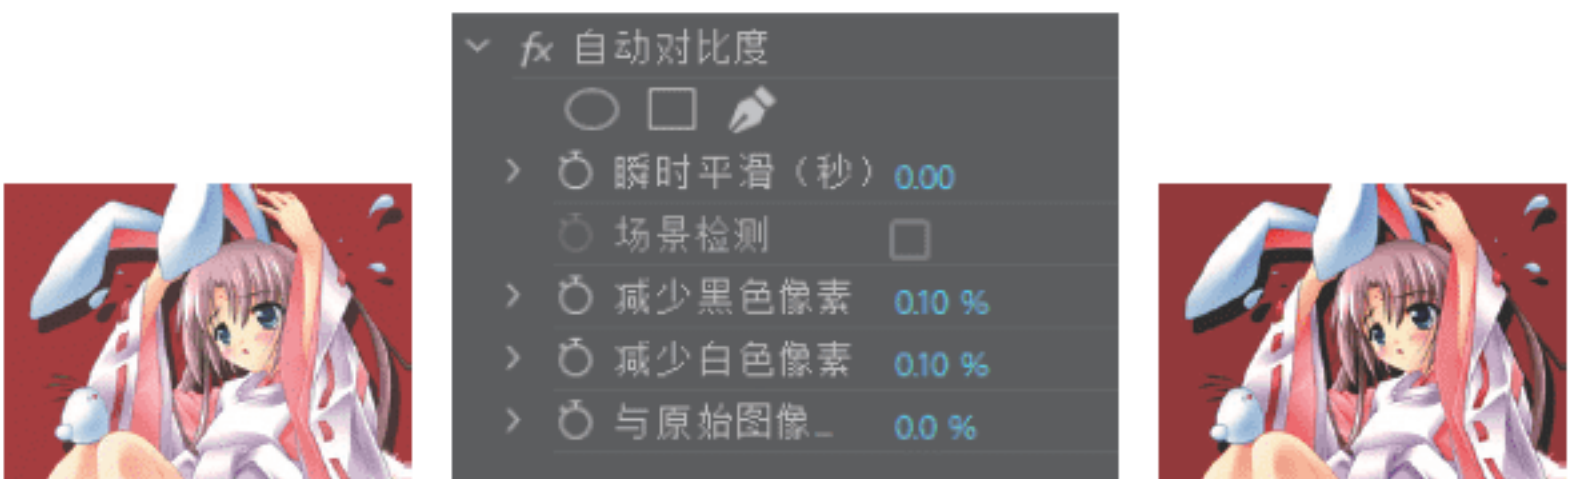 fx 自动对比度
瞬时平滑（秒） 0.00
场景检测
减少黑色像素 0.10 %
减少白色像素 0.10 %
与原始图像... 0.0 %